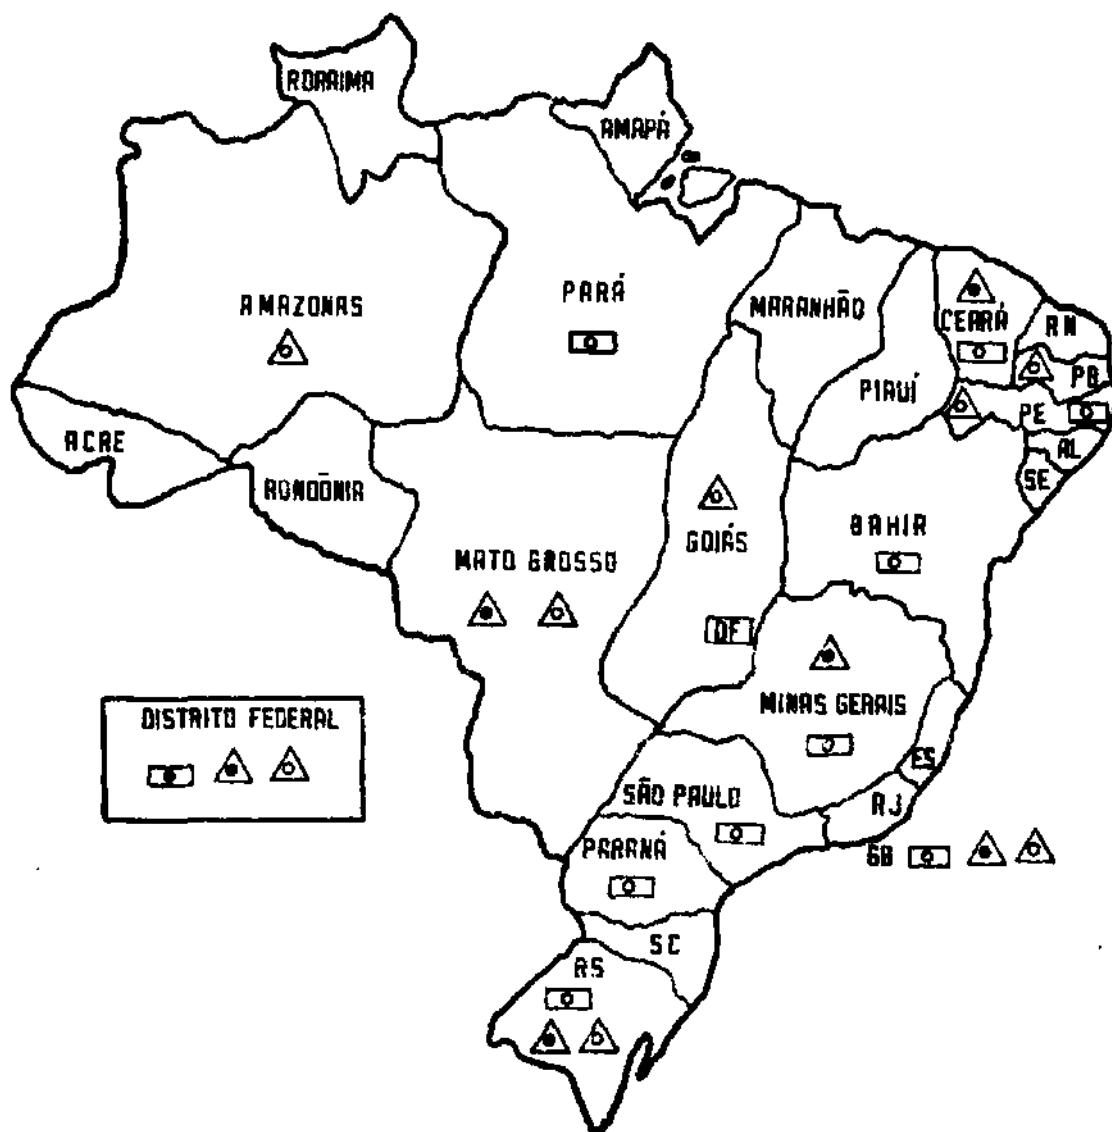 RORAIMA
AMAPÁ
AMAZONAS
PARÁ
MARANHÃO
CEARÁ
RN
PIAUÍ
PB
PE
ACRE
AL
SE
RONDÔNIA
GOIÁS
BAHIA
MATO GROSSO
DF
MINAS GERAIS
DISTRITO FEDERAL
ES
SÃO PAULO
RJ
PARANÁ
GB
SC
RS